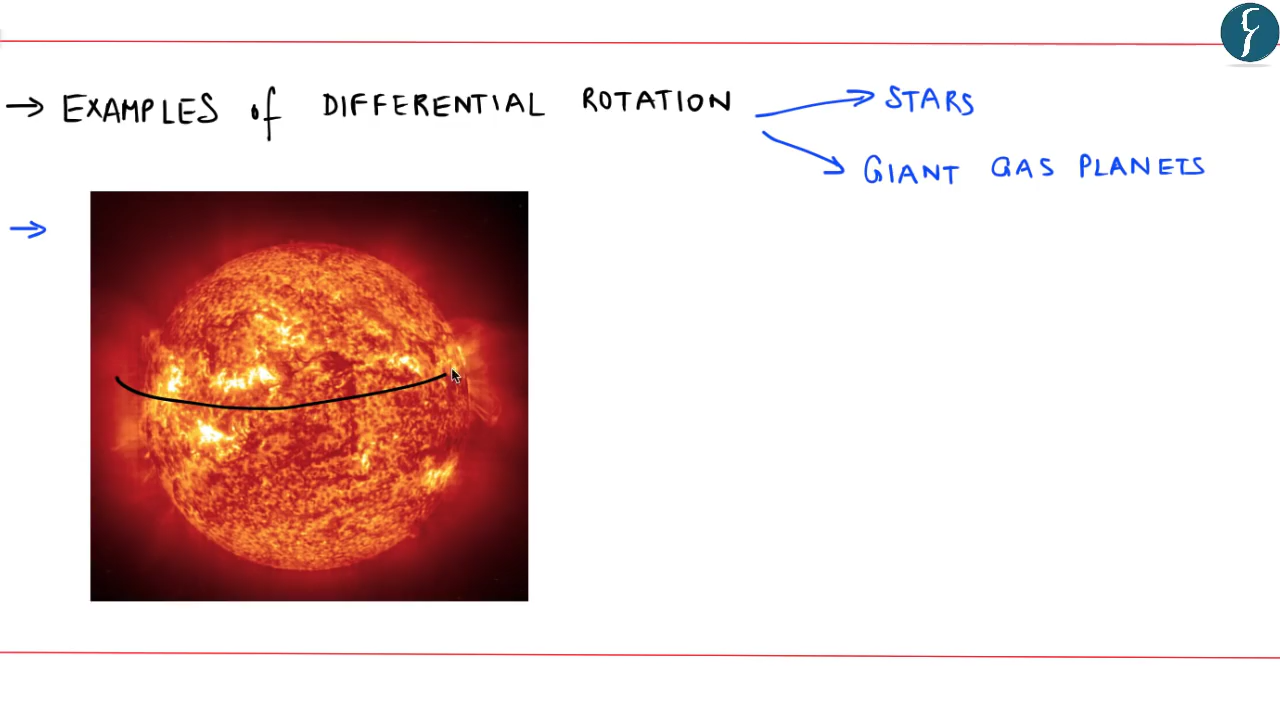 → EXAMPLES of DIFFERENTIAL ROTATION → STARS
→ GIANT GAS PLANETS
→